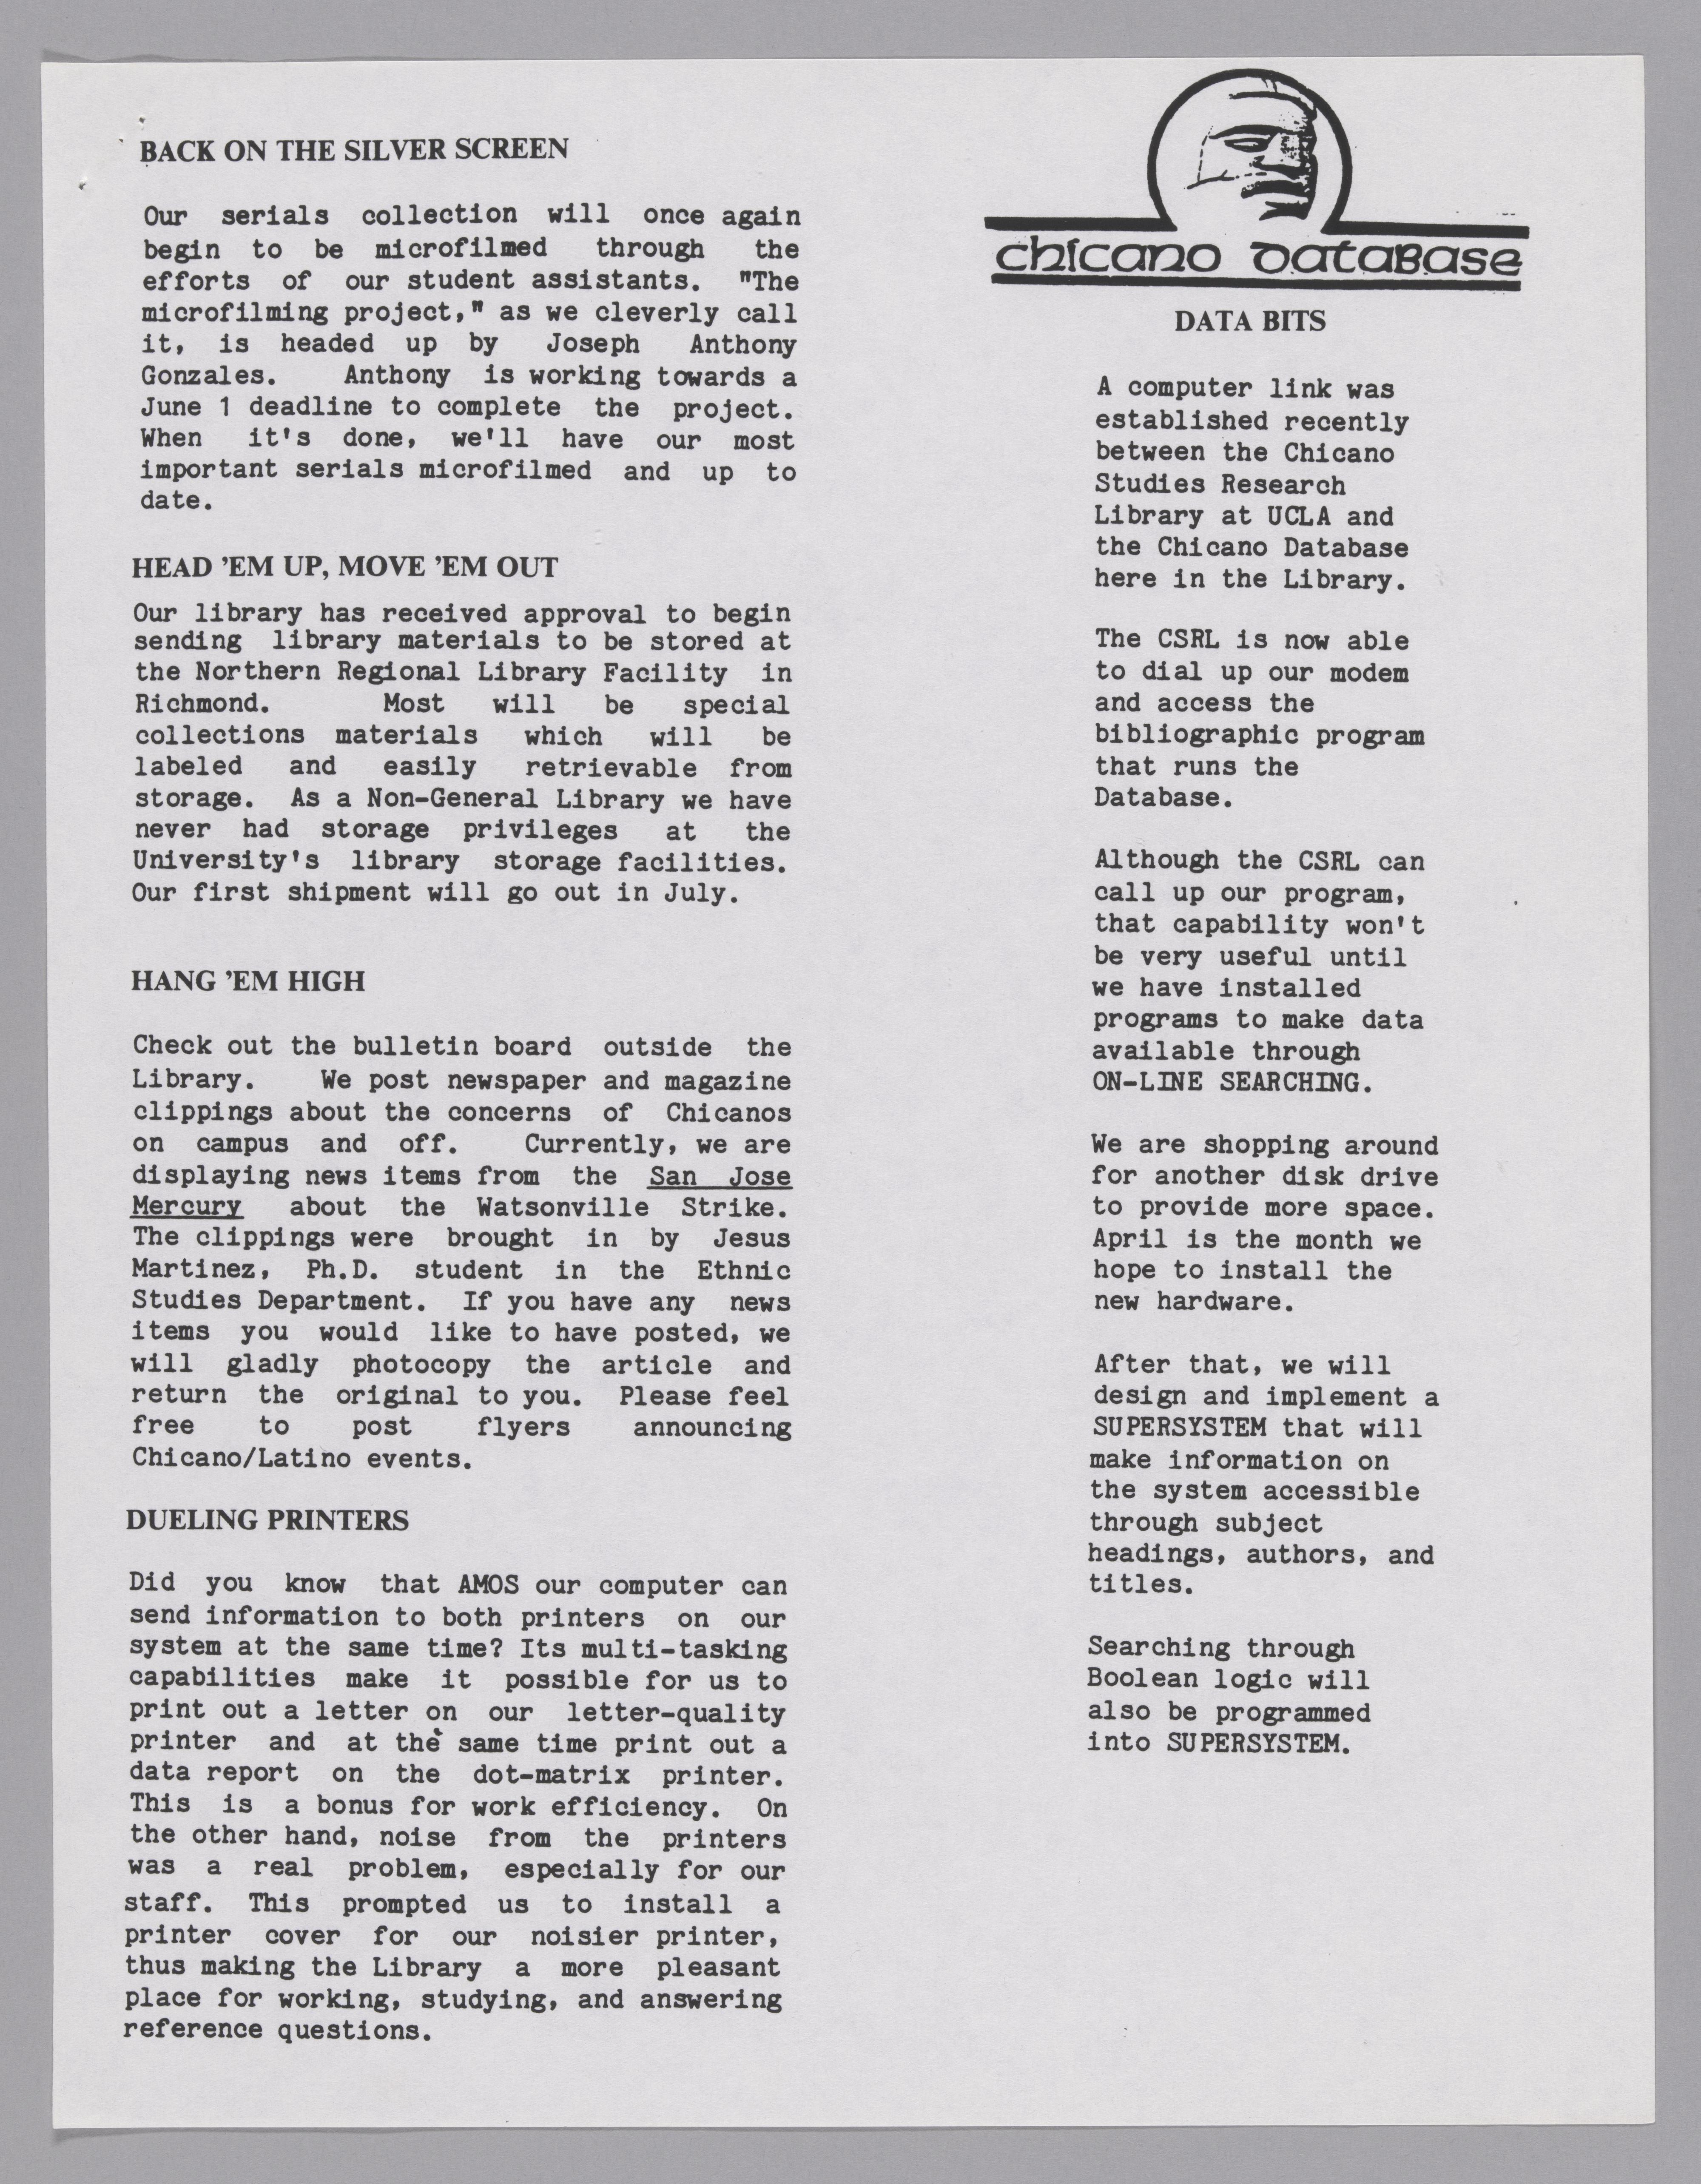 BACK ON THE SILVER SCREEN
Our serials collection will once again
begin to be microfilmed through the
efforts of our student assistants. "The
microfilming project," as we cleverly call
it, is headed up by Joseph Anthony
Gonzales. Anthony is working towards a
June 1 deadline to complete the project.
When it's done, we'll have our most
important serials microfilmed and up to
date.
HEAD 'EM UP, MOVE 'EM OUT
Our library has received approval to begin
sending library materials to be stored at
the Northern Regional Library Facility in
Richmond. Most will be special
collections materials which will be
labeled and easily retrievable from
storage. As a Non-General Library we have
never had storage privileges at the
University's library storage facilities.
Our first shipment will go out in July.
HANG 'EM HIGH
Check out the bulletin board outside the
Library. We post newspaper and magazine
clippings about the concerns of Chicanos
on campus and off. Currently, we are
displaying news items from the San Jose
Mercury about the Watsonville Strike.
The clippings were brought in by Jesus
Martinez, Ph.D. student in the Ethnic
Studies Department. If you have any news
items you would like to have posted, we
will gladly photocopy the article and
return the original to you. Please feel
free to post flyers announcing
Chicano/Latino events.
DUELING PRINTERS
Did you know that AMOS our computer can
send information to both printers on our
system at the same time? Its multi-tasking
capabilities make it possible for us to
print out a letter on our letter-quality
printer and at the same time print out a
data report on the dot-matrix printer.
This is a bonus for work efficiency. On
the other hand, noise from the printers
was a real problem, especially for our
staff. This prompted us to install a
printer cover for our noisier printer,
thus making the Library a more pleasant
place for working, studying, and answering
reference questions.
chicano database
DATA BITS
A computer link was
established recently
between the Chicano
Studies Research
Library at UCLA and
the Chicano Database
here in the Library.
The CSRL is now able
to dial up our modem
and access the
bibliographic program
that runs the
Database.
Although the CSRL can
call up our program,
that capability won't
be very useful until
we have installed
programs to make data
available through
ON-LINE SEARCHING.
We are shopping around
for another disk drive
to provide more space.
April is the month we
hope to install the
new hardware.
After that, we will
design and implement a
SUPERSYSTEM that will
make information on
the system accessible
through subject
headings, authors, and
titles.
Searching through
Boolean logic will
also be programmed
into SUPERSYSTEM.